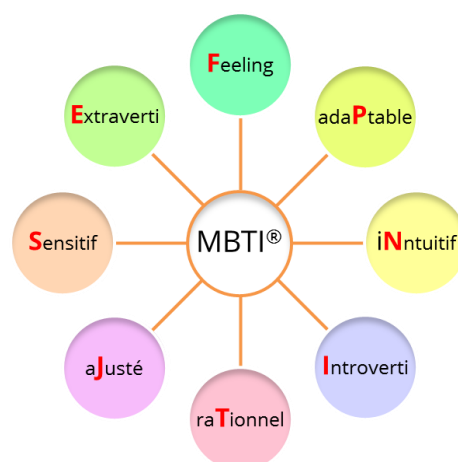 Feeling
Extraverti
adaPtable
Sensitif
MBTI®
iNntuitif
aJusté
Introverti
raTionnel